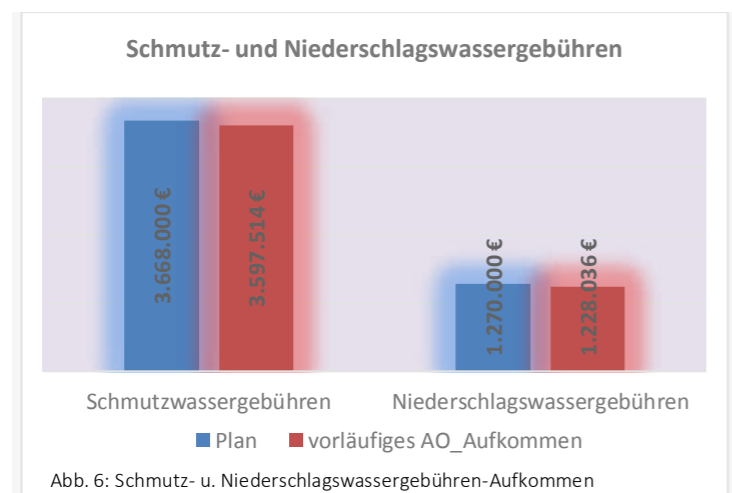 Schmutz- und Niederschlagswassergebühren
3.668.000 €
3.597.514 €
1.270.000 €
1.228.036 €
Schmutzwassergebühren Niederschlagswassergebühren
Plan vorläufiges AO_Aufkommen
Abb. 6: Schmutz- u. Niederschlagswassergebühren-Aufkommen